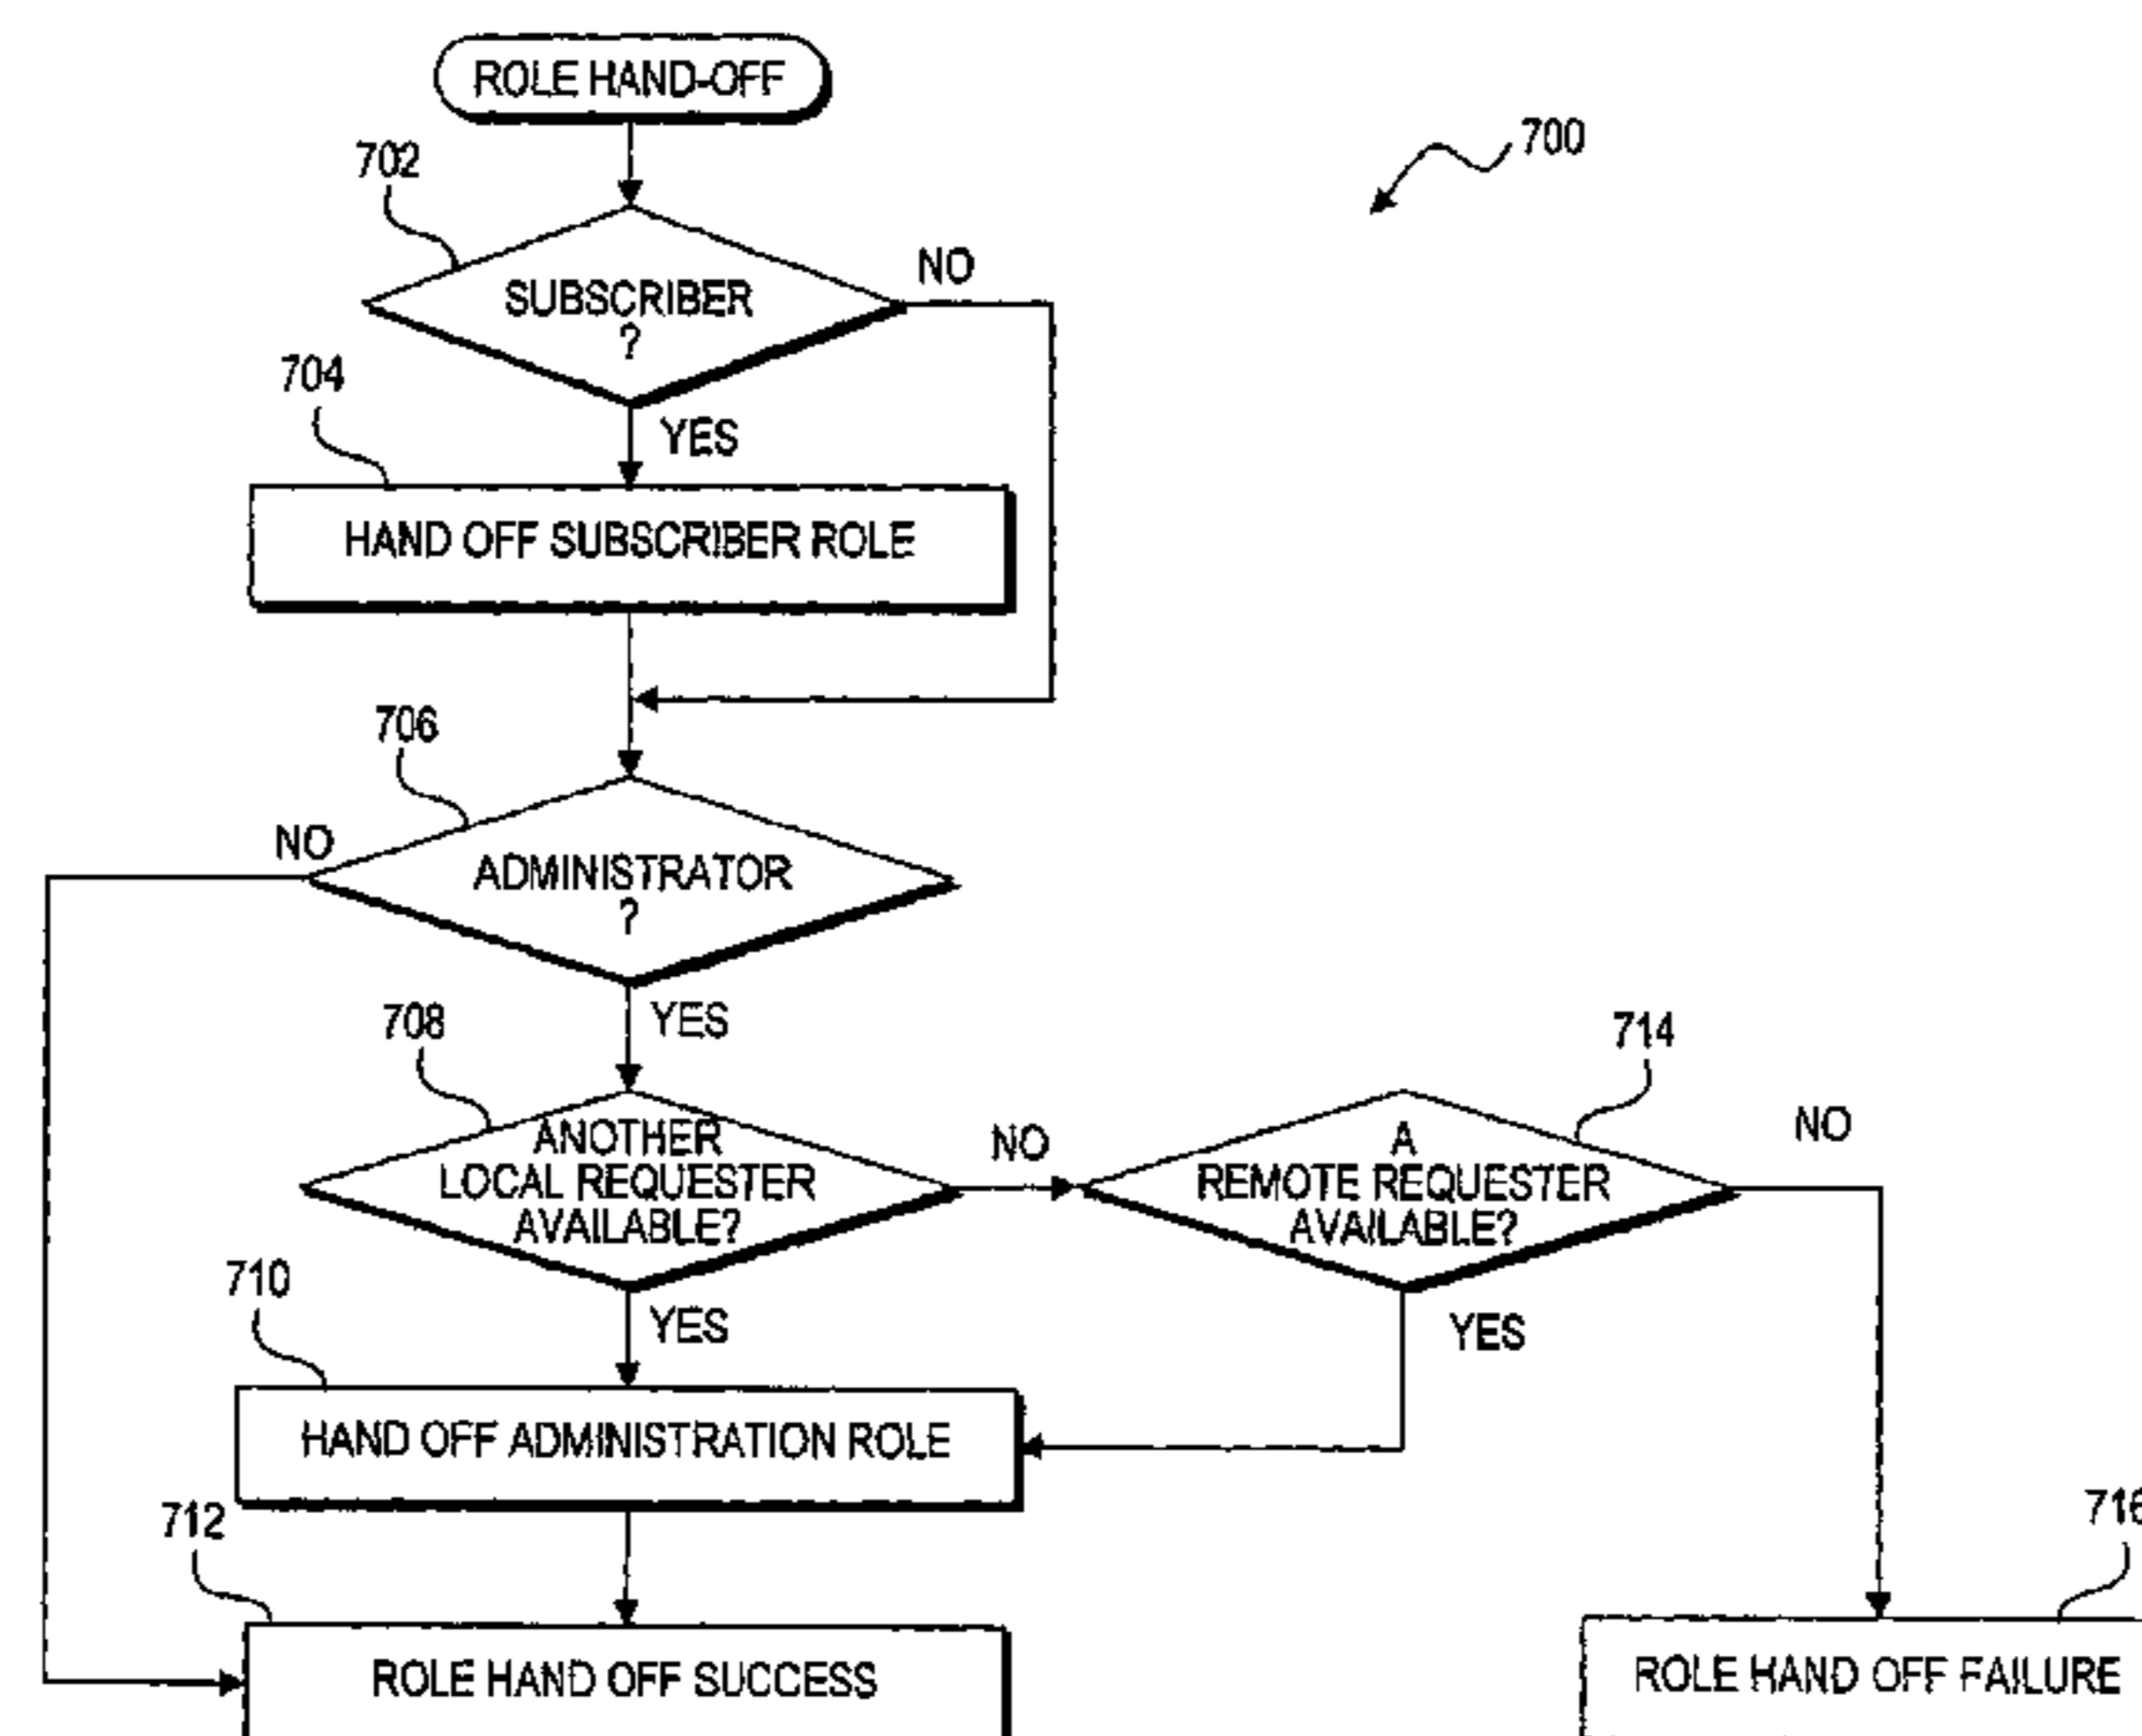 ROLE HAND-OFF
700
702
SUBSCRIBER
?
NO
704
YES
HAND OFF SUBSCRIBER ROLE
706
NO
ADMINISTRATOR
?
708
YES
714
ANOTHER
LOCAL REQUESTER
AVAILABLE?
NO
A
REMOTE REQUESTER
AVAILABLE?
NO
710
YES
YES
HAND OFF ADMINISTRATION ROLE
712
716
ROLE HAND OFF SUCCESS
ROLE HAND OFF FAILURE